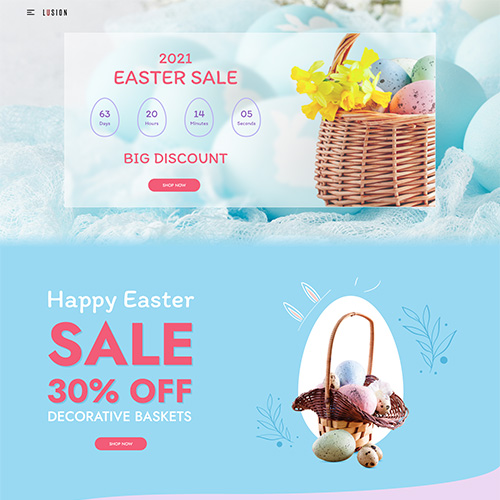 LUSION
2021
EASTER SALE
63 20 14 05
Days Hours Minutes Seconds
BIG DISCOUNT
SHOP NOW
Happy Easter
SALE
30% OFF
DECORATIVE BASKETS
SHOP NOW